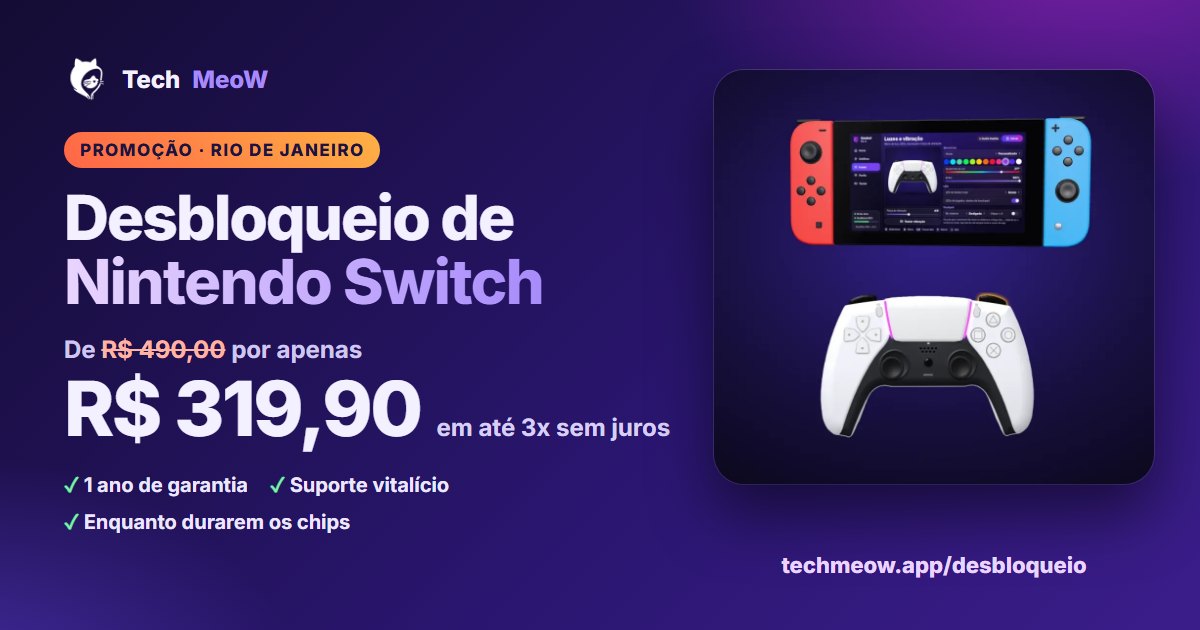 Tech MeoW
PROMOÇÃO · RIO DE JANEIRO
Desbloqueio de
Nintendo Switch
De R$ 490,00 por apenas
R$ 319,90 em até 3x sem juros
✓ 1 ano de garantia ✓ Suporte vitalício
✓ Enquanto durarem os chips
Luzes e vibração
techmeow.app/desbloqueio